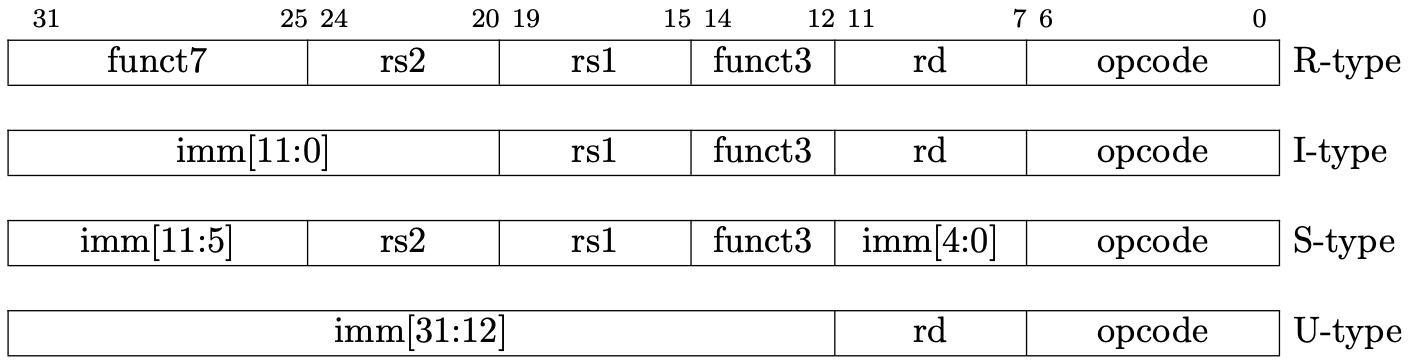 31 25 24 20 19 15 14 12 11 7 6 0
funct7 rs2 rs1 funct3 rd opcode R-type
imm[11:0] rs1 funct3 rd opcode I-type
imm[11:5] rs2 rs1 funct3 imm[4:0] opcode S-type
imm[31:12] rd opcode U-type